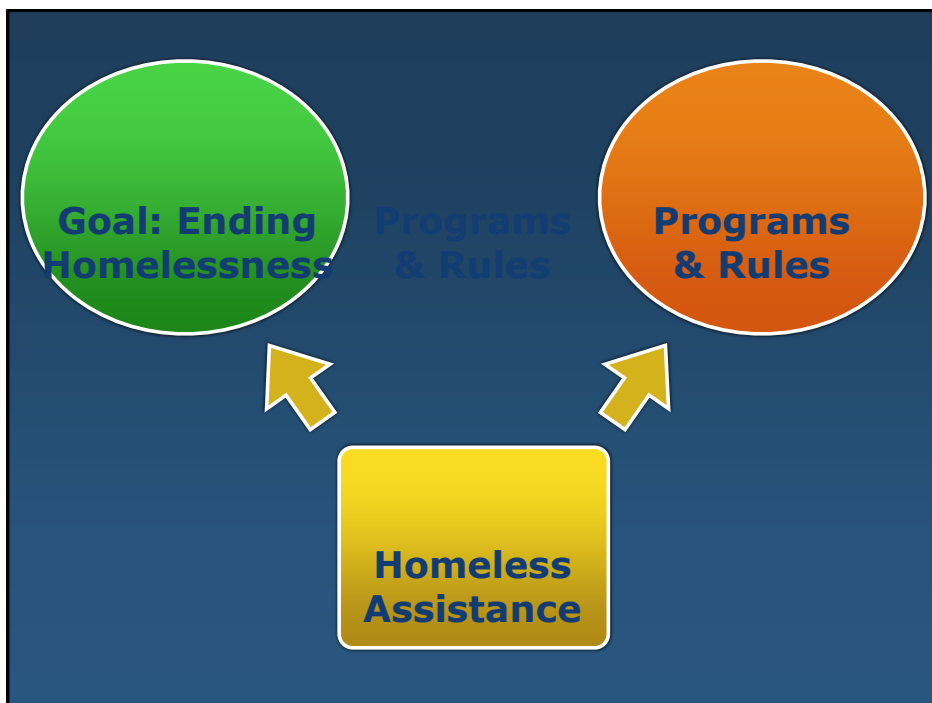 Goal: Ending
Homelessness
Programs
& Rules
Programs
& Rules
Homeless
Assistance